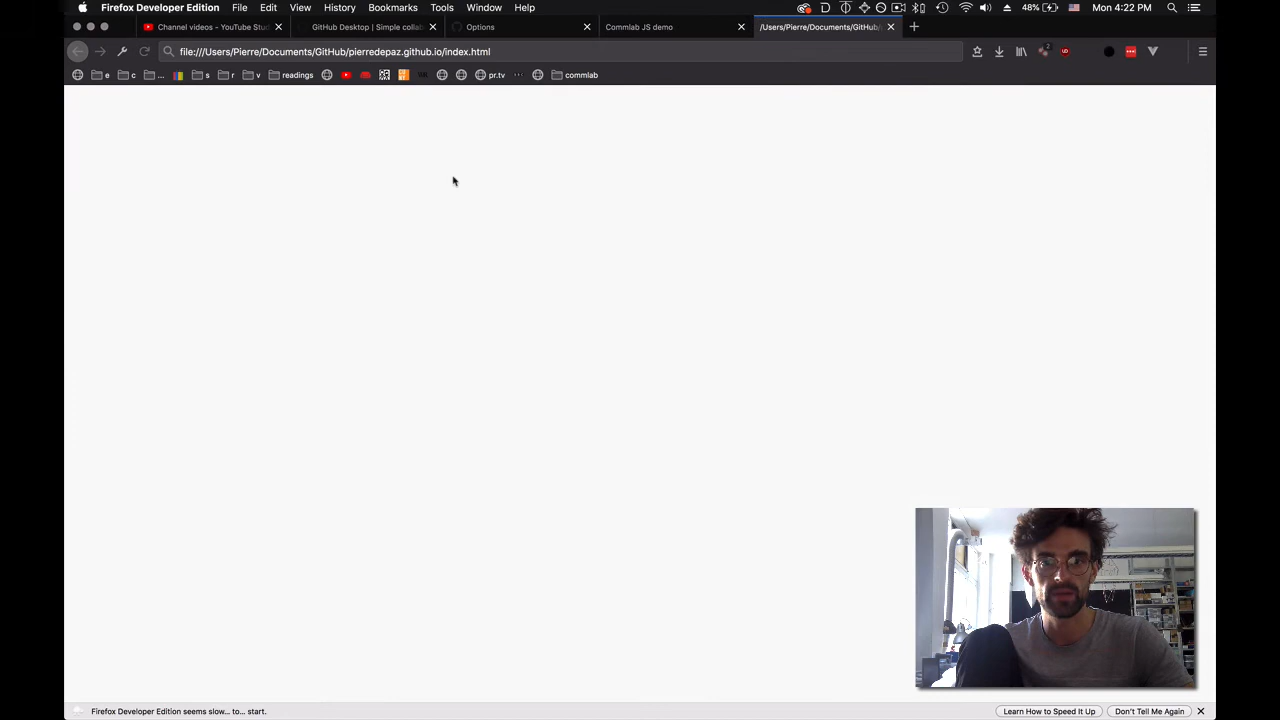 Firefox Developer Edition File Edit View History Bookmarks Tools Window Help 48% Mon 4:22 PM
Channel videos - YouTube Stud GitHub Desktop | Simple collab Options Commlab JS demo /Users/Pierre/Documents/GitHub/
file:///Users/Pierre/Documents/GitHub/pierredepaz.github.io/index.html 2
e c ... s r v readings pr.tv ... commlab
Firefox Developer Edition seems slow... to... start. Learn How to Speed It Up Don't Tell Me Again